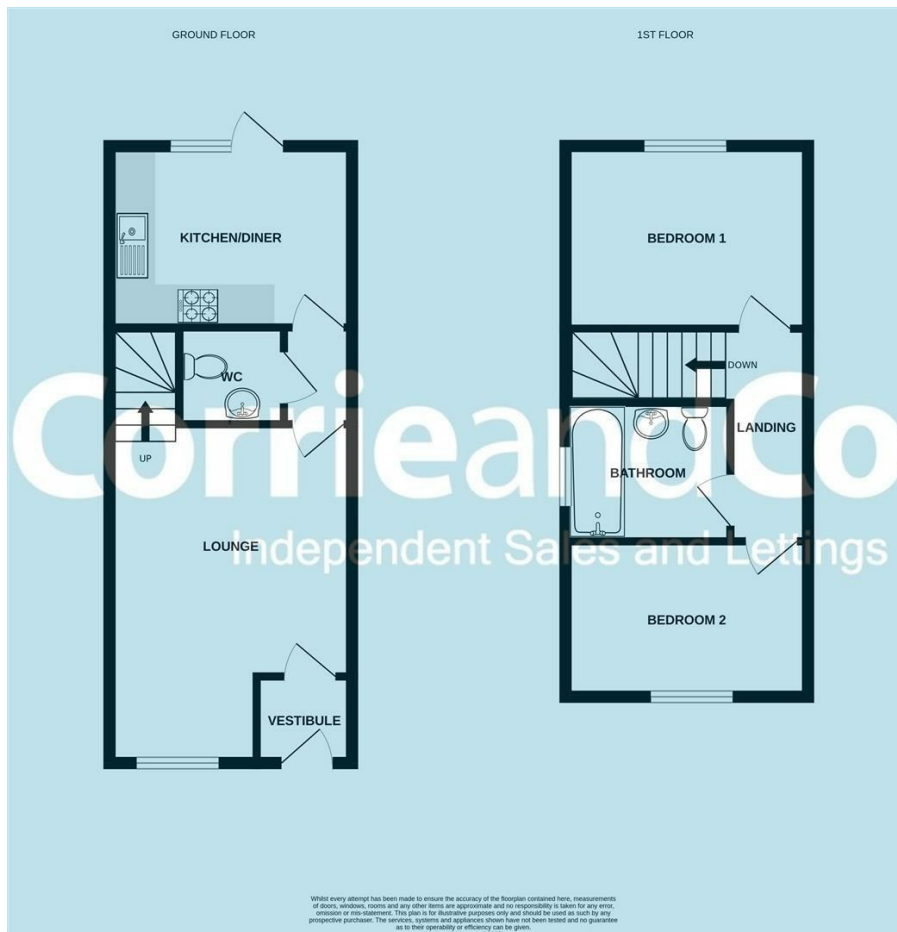 GROUND FLOOR
1ST FLOOR
KITCHEN/DINER
BEDROOM 1
WC
DOWN
LANDING
UP
BATHROOM
CorrieandCo
Independent Sales and Lettings
LOUNGE
BEDROOM 2
VESTIBULE
Whilst every attempt has been made to ensure the accuracy of the floorplan contained here, measurements
of doors, windows, rooms and any other items are approximate and no responsibility is taken for any error,
omission or mis-statement. This plan is for illustrative purposes only and should be used as such by any
prospective purchaser. The services, systems and appliances shown have not been tested and no guarantee
as to their operability or efficiency can be given.